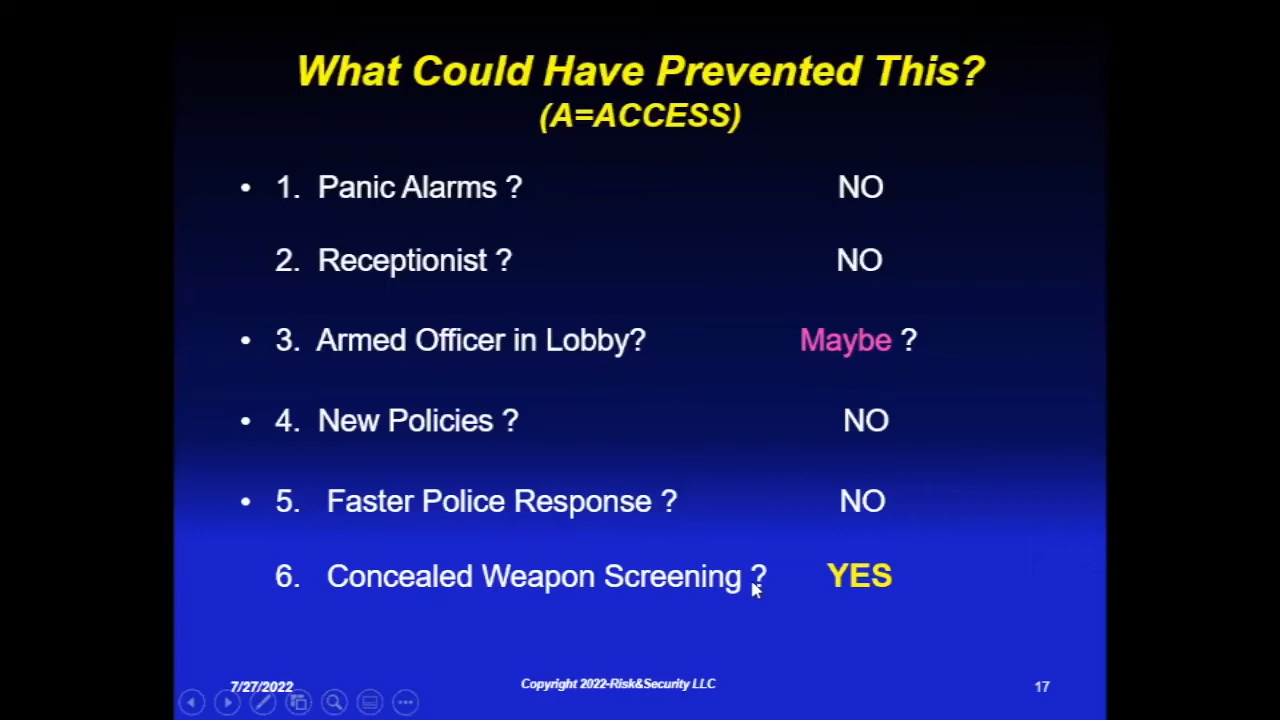 What Could Have Prevented This?
(A=ACCESS)
• 1. Panic Alarms ? NO
2. Receptionist ? NO
• 3. Armed Officer in Lobby? Maybe ?
• 4. New Policies ? NO
• 5. Faster Police Response ? NO
6. Concealed Weapon Screening ? YES
7/27/2022 Copyright 2022-Risk&Security LLC 17